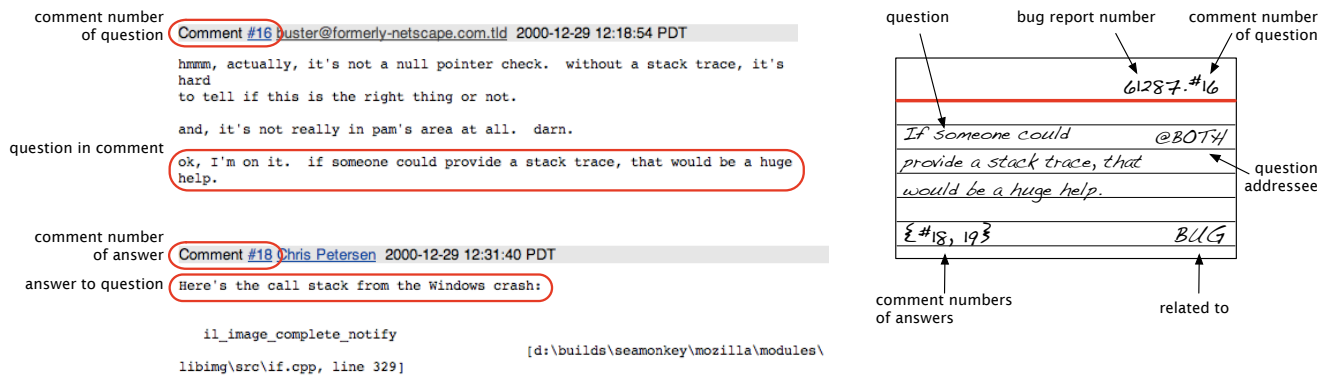 comment number
of question
Comment #16 buster@formerly-netscape.com.tld 2000-12-29 12:18:54 PDT
hmmm, actually, it's not a null pointer check. without a stack trace, it's
hard
to tell if this is the right thing or not.
and, it's not really in pam's area at all. darn.
question in comment
ok, I'm on it. if someone could provide a stack trace, that would be a huge
help.
comment number
of answer
Comment #18 Chris Petersen 2000-12-29 12:31:40 PDT
answer to question
Here's the call stack from the Windows crash:
il_image_complete_notify
[d:\builds\seamonkey\mozilla\modules\
libimg\src\if.cpp, line 329]
question
bug report number
comment number
of question
61287.#16
If someone could @BOTH
provide a stack trace, that
would be a huge help.
question
addressee
{#18, 19} BUG
comment numbers
of answers
related to